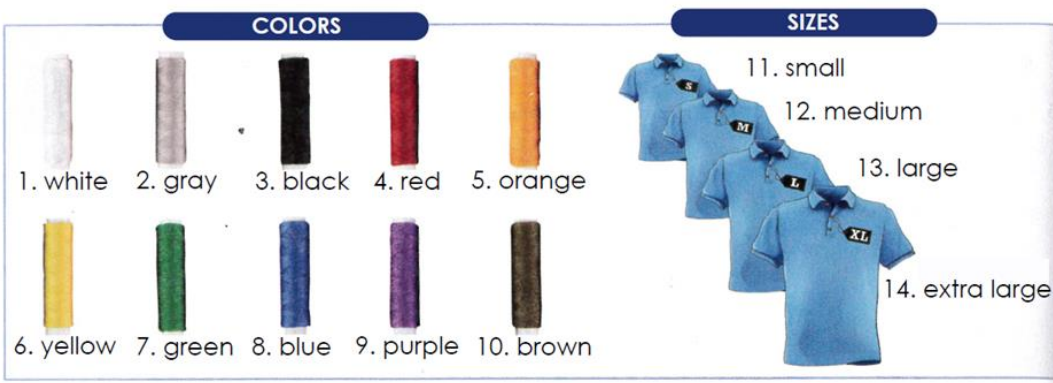 COLORS
1. white 2. gray 3. black 4. red 5. orange
6. yellow 7. green 8. blue 9. purple 10. brown
SIZES
S
11. small
M
12. medium
L
13. large
XL
14. extra large